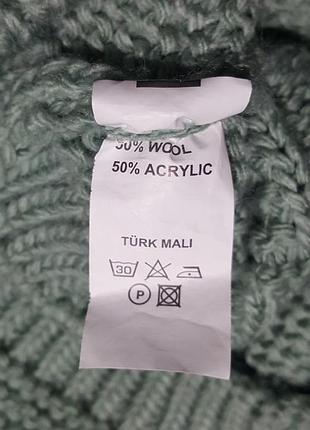 50% WOOL
50% ACRYLIC
TÜRK MALI
30
P